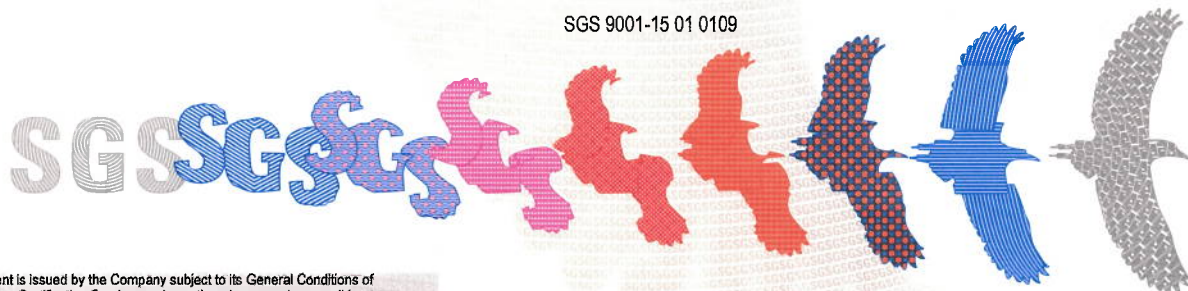 SGS 9001-15 01 0109
SGS SGS SGS
ent is issued by the Company subject to its General Conditions of